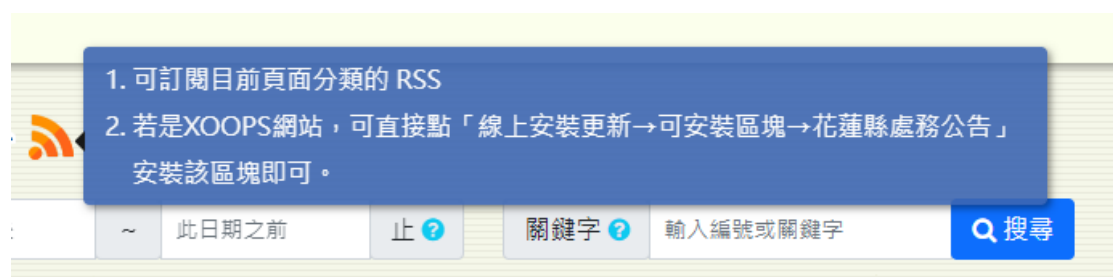 1. 可訂閱目前頁面分類的 RSS
2. 若是XOOPS網站，可直接點「線上安裝更新→可安裝區塊→花蓮縣處務公告」
安裝該區塊即可。
~ 此日期之前 止 ? 關鍵字 ? 輸入編號或關鍵字 搜尋